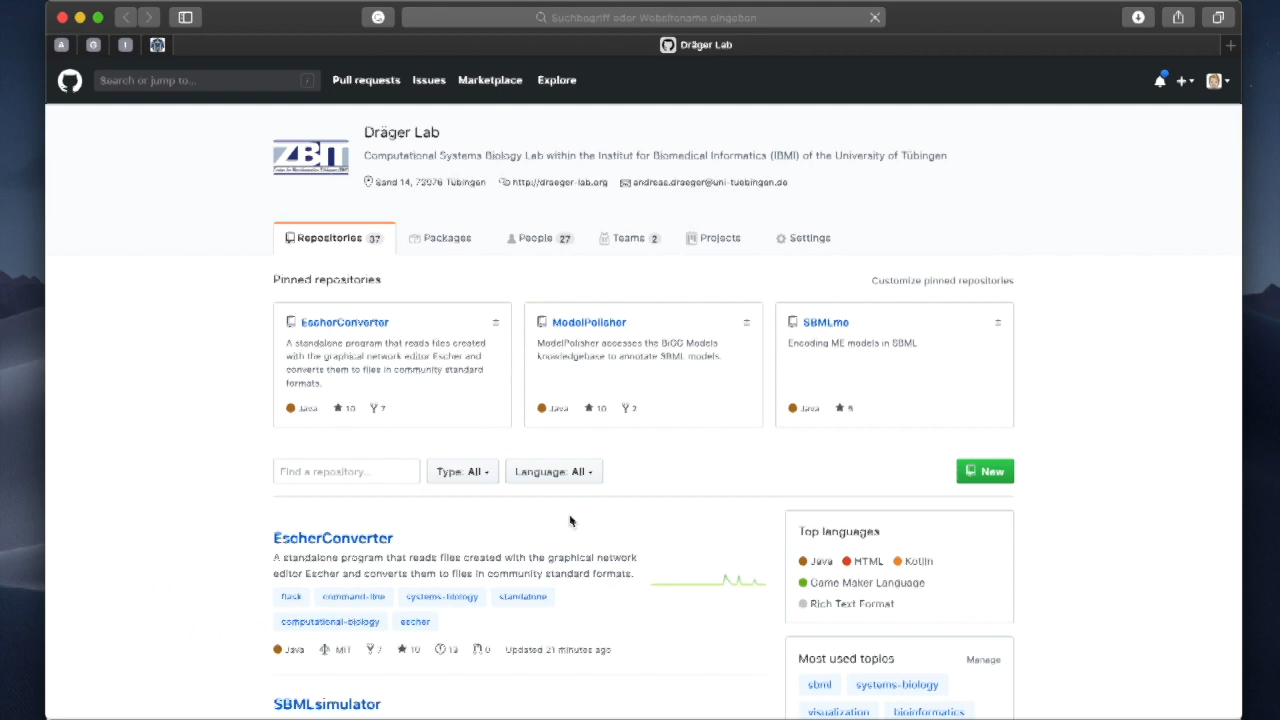 Suchbegriff oder Websitename eingeben
A G I
Dräger Lab
Search or jump to... /
Pull requests Issues Marketplace Explore
Dräger Lab
ZBIT
Computational Systems Biology Lab within the Institut for Biomedical Informatics (IBMI) of the University of Tübingen
Sand 14, 72076 Tübingen http://draeger-lab.org andreas.draeger@uni-tuebingen.de
Repositories 37 Packages People 27 Teams 2 Projects Settings
Pinned repositories
Customize pinned repositories
EscherConverter
A standalone program that reads files created
with the graphical network editor Escher and
converts them to files in community standard
formats.
Java 10 7
ModelPolisher
ModelPolisher accesses the BiGG Models
knowledgebase to annotate SBML models.
Java 10 2
SBMLme
Encoding ME models in SBML
Java
Find a repository...
Type: All
Language: All
New
EscherConverter
A standalone program that reads files created with the graphical network
editor Escher and converts them to files in community standard formats.
flask command-line systems-biology standalone
computational-biology escher
Java MIT 7 10 13 0 Updated 21 minutes ago
SBMLsimulator
Top languages
Java HTML Kotlin
Game Maker Language
Rich Text Format
Most used topics
Manage
sbml systems-biology
visualization bioinformatics